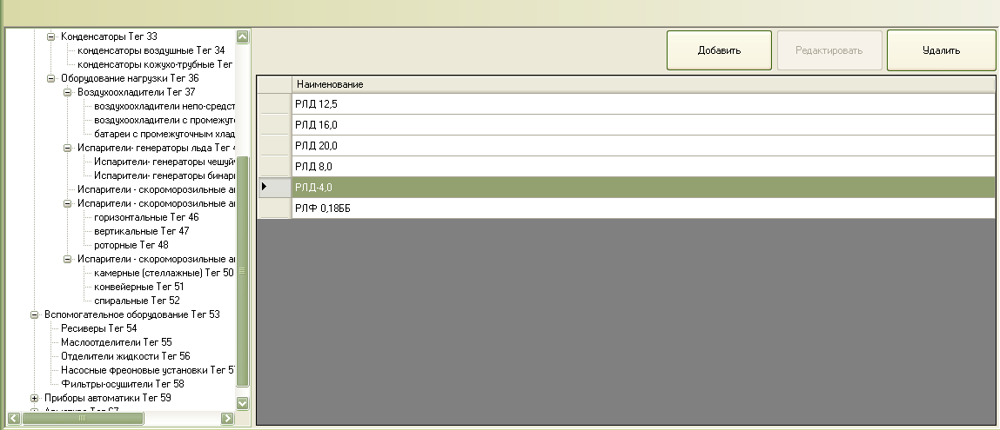 Конденсаторы Тег 33
конденсаторы воздушные Тег 34
конденсаторы кожухо-трубные Тег
Оборудование нагрузки Тег 36
Воздухоохладители Тег 37
воздухоохладители непо-средст
воздухоохладители с промежут
батареи с промежуточным хлад
Испарители- генераторы льда Тег
Испарители- генераторы чешуй
Испарители- генераторы бинар
Испарители - скороморозильные а
Испарители - скороморозильные а
горизонтальные Тег 46
вертикальные Тег 47
роторные Тег 48
Испарители - скороморозильные а
камерные (стеллажные) Тег 50
конвейерные Тег 51
спиральные Тег 52
Вспомогательное оборудование Тег 53
Ресиверы Тег 54
Маслоотделители Тег 55
Отделители жидкости Тег 56
Насосные фреоновые установки Тег 5
Фильтры-осушители Тег 58
Приборы автоматики Тег 59
Добавить
Редактировать
Удалить
Наименование
РЛД 12,5
РЛД 16,0
РЛД 20,0
РЛД 8,0
РЛД-4,0
РЛФ 0,18ББ